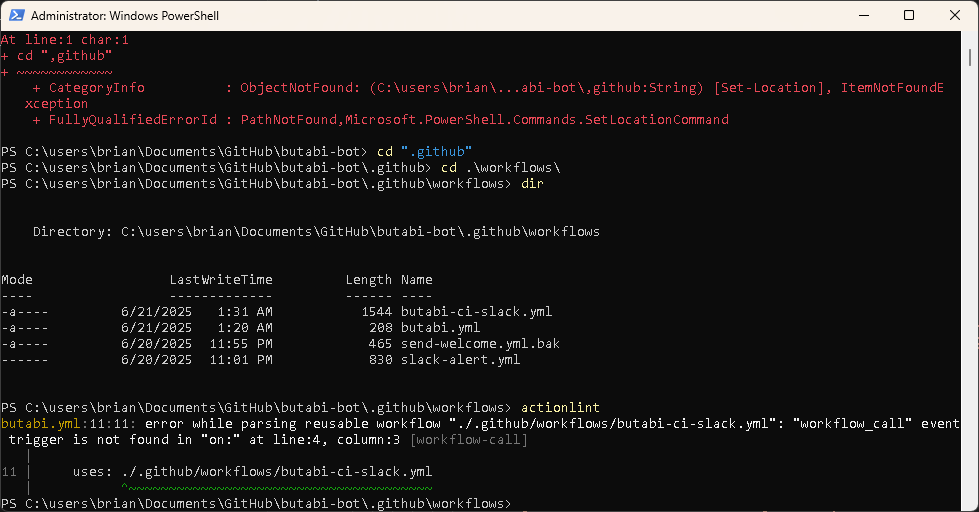 Administrator: Windows PowerShell
At line:1 char:1
+ cd ",github"
+ ~~~~~~~~~~~~
    + CategoryInfo          : ObjectNotFound: (C:\users\brian\...abi-bot\,github:String) [Set-Location], ItemNotFoundE
   xception
    + FullyQualifiedErrorId : PathNotFound,Microsoft.PowerShell.Commands.SetLocationCommand
PS C:\users\brian\Documents\GitHub\butabi-bot> cd ".github"
PS C:\users\brian\Documents\GitHub\butabi-bot\.github> cd .\workflows\
PS C:\users\brian\Documents\GitHub\butabi-bot\.github\workflows> dir
    Directory: C:\users\brian\Documents\GitHub\butabi-bot\.github\workflows
Mode                 LastWriteTime         Length Name
----                 -------------         ------ ----
-a----         6/21/2025   1:31 AM           1544 butabi-ci-slack.yml
-a----         6/21/2025   1:20 AM            208 butabi.yml
-a----         6/20/2025  11:55 PM            465 send-welcome.yml.bak
------         6/20/2025  11:01 PM            830 slack-alert.yml
PS C:\users\brian\Documents\GitHub\butabi-bot\.github\workflows> actionlint
butabi.yml:11:11: error while parsing reusable workflow "./.github/workflows/butabi-ci-slack.yml": "workflow_call" event
 trigger is not found in "on:" at line:4, column:3 [workflow-call]
   |
11 |     uses: ./.github/workflows/butabi-ci-slack.yml
   |           ^~~~~~~~~~~~~~~~~~~~~~~~~~~~~~~~~~~~~~~
PS C:\users\brian\Documents\GitHub\butabi-bot\.github\workflows>